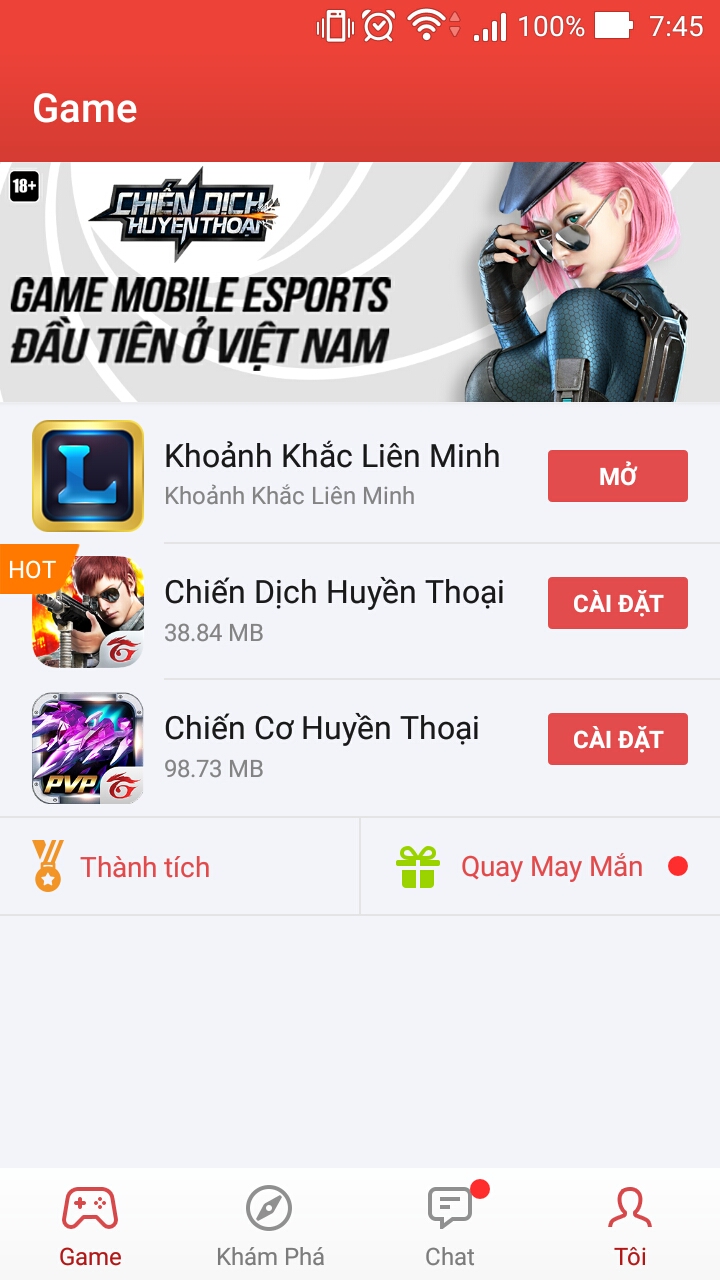 100%
7:45
Game
18+
CHIẾN DỊCH
HUYỀN THOẠI
GAME MOBILE ESPORTS
ĐẦU TIÊN Ở VIỆT NAM
L
Khoảnh Khắc Liên Minh
Khoảnh Khắc Liên Minh
MỞ
HOT
Chiến Dịch Huyền Thoại
38.84 MB
CÀI ĐẶT
PVP
Chiến Cơ Huyền Thoại
98.73 MB
CÀI ĐẶT
Thành tích
Quay May Mắn
Game
Khám Phá
Chat
Tôi